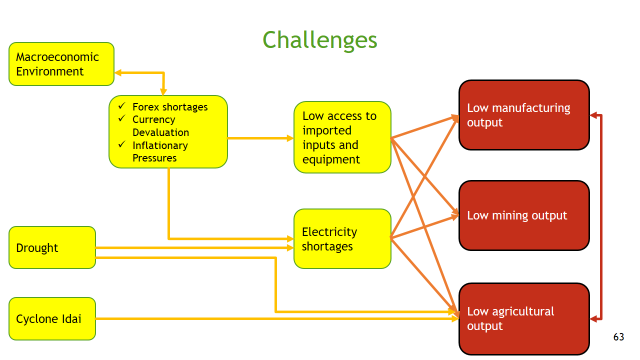 Challenges
Macroeconomic
Environment
✓ Forex shortages
✓ Currency
Devaluation
✓ Inflationary
Pressures
Low access to
imported
inputs and
equipment
Low manufacturing
output
Electricity
shortages
Low mining output
Drought
Cyclone Idai
Low agricultural
output
63